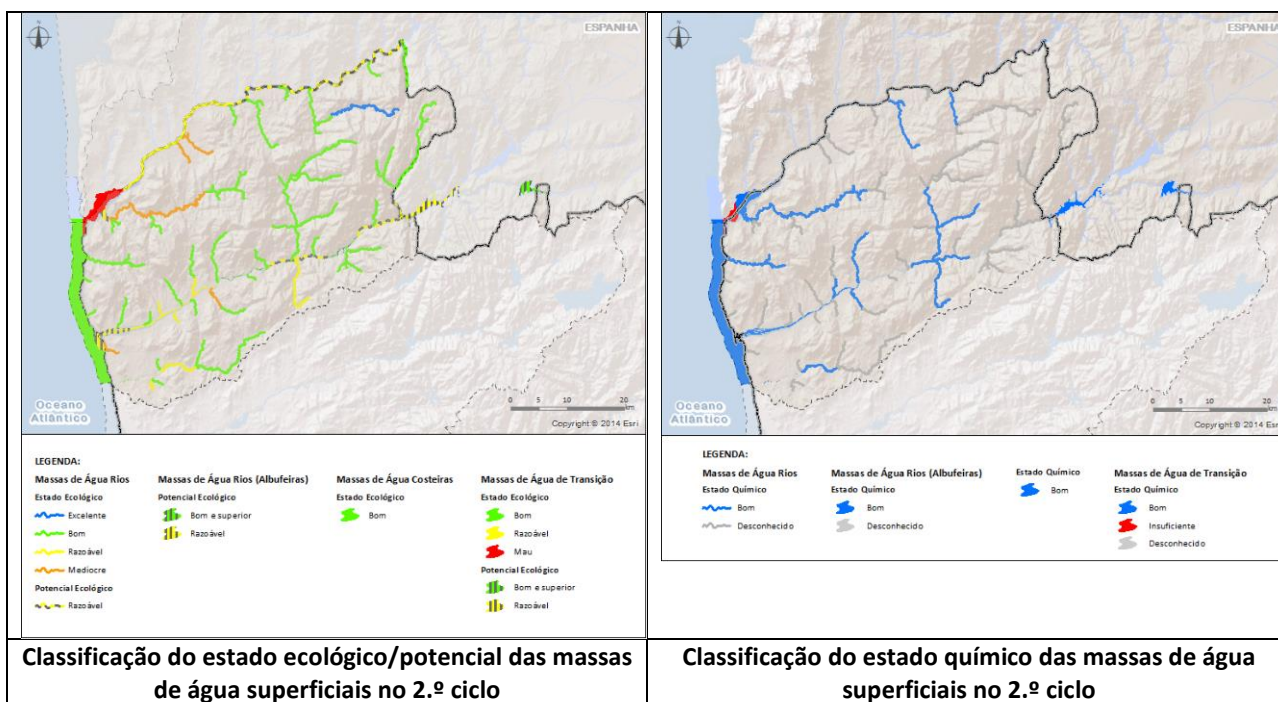 ESPANHA
Oceano
Atlântico
0 5 10 20
km
Copyright © 2014 Esri
LEGENDA:
Massas de Água Rios
Estado Ecológico
Excelente
Bom
Razoável
Medíocre
Potencial Ecológico
Razoável
Massas de Água Rios (Albufeiras)
Potencial Ecológico
Bom e superior
Razoável
Massas de Água Costeiras
Estado Ecológico
Bom
Massas de Água de Transição
Estado Ecológico
Bom
Razoável
Mau
Potencial Ecológico
Bom e superior
Razoável
Classificação do estado ecológico/potencial das massas
de água superficiais no 2.º ciclo
ESPANHA
Oceano
Atlântico
0 5 10 20
km
Copyright © 2014 Esri
LEGENDA:
Massas de Água Rios
Estado Químico
Bom
Desconhecido
Massas de Água Rios (Albufeiras)
Estado Químico
Bom
Desconhecido
Estado Químico
Bom
Massas de Água de Transição
Estado Químico
Bom
Insuficiente
Desconhecido
Classificação do estado químico das massas de água
superficiais no 2.º ciclo